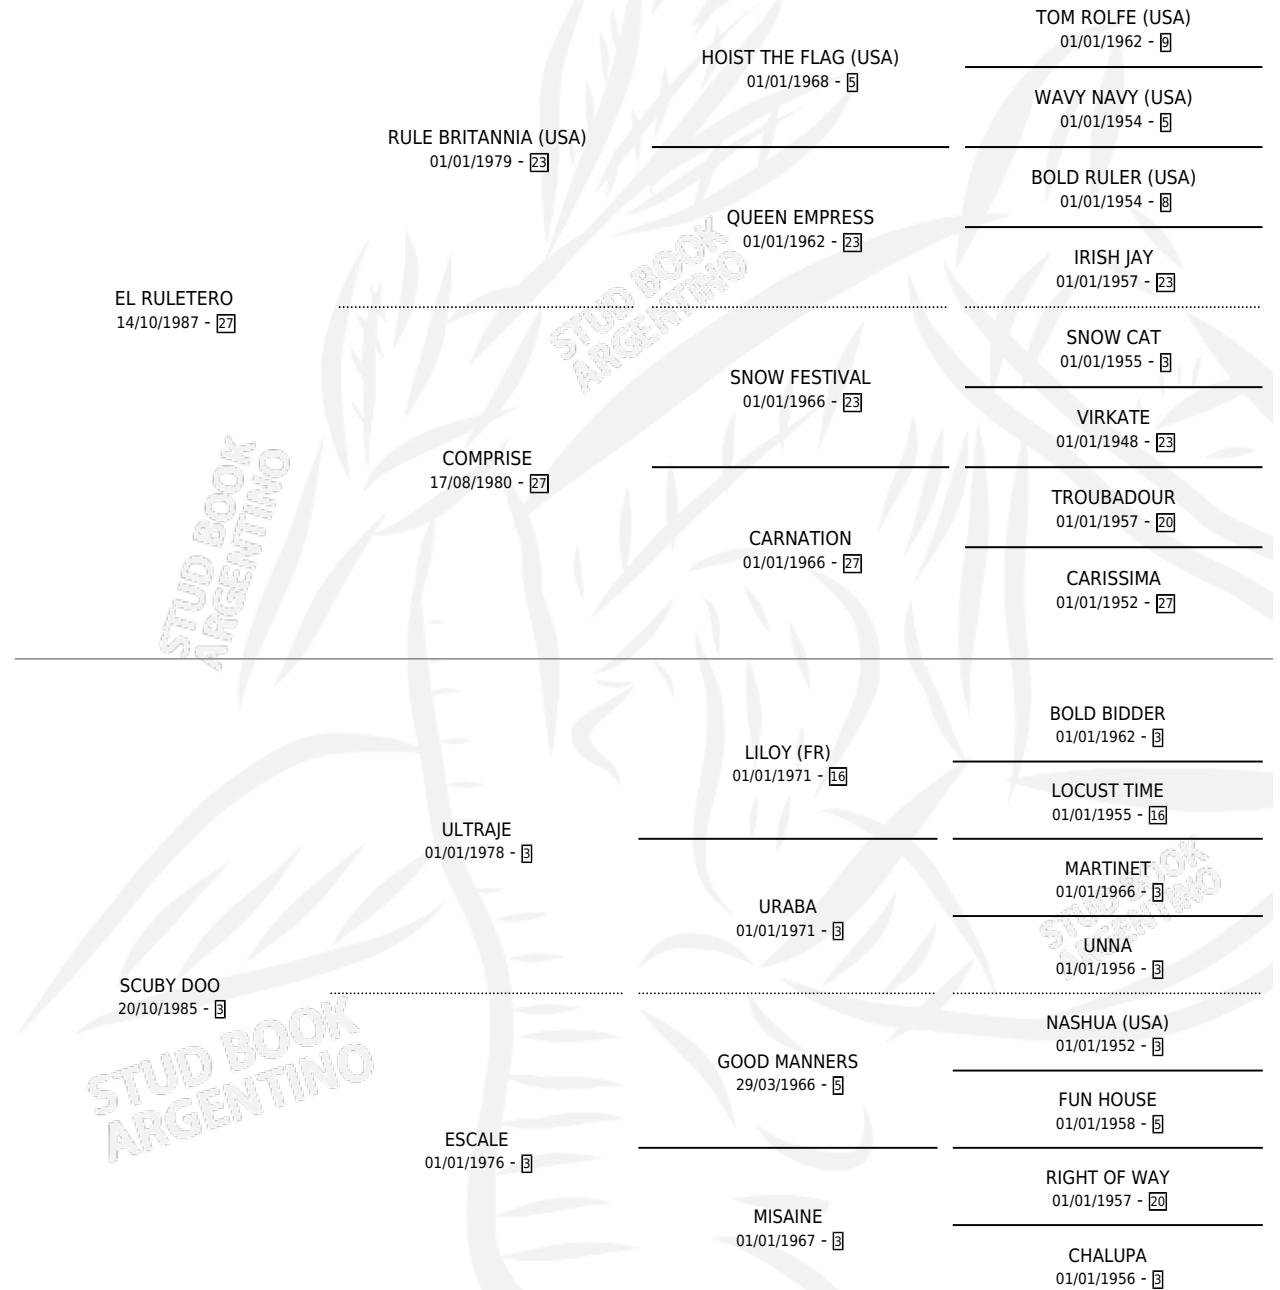 TOM ROLFE (USA)
01/01/1962 - 9
HOIST THE FLAG (USA)
01/01/1968 - 5
WAVY NAVY (USA)
01/01/1954 - 5
RULE BRITANNIA (USA)
01/01/1979 - 23
BOLD RULER (USA)
01/01/1954 - 8
QUEEN EMPRESS
01/01/1962 - 23
IRISH JAY
01/01/1957 - 23
EL RULETERO
14/10/1987 - 27
SNOW CAT
01/01/1955 - 3
SNOW FESTIVAL
01/01/1966 - 23
VIRKATE
01/01/1948 - 23
COMPRISE
17/08/1980 - 27
TROUBADOUR
01/01/1957 - 20
CARNATION
01/01/1966 - 27
CARISSIMA
01/01/1952 - 27
BOLD BIDDER
01/01/1962 - 3
LILOY (FR)
01/01/1971 - 16
LOCUST TIME
01/01/1955 - 16
ULTRAJE
01/01/1978 - 3
MARTINET
01/01/1966 - 3
URABA
01/01/1971 - 3
UNNA
01/01/1956 - 3
SCUBY DOO
20/10/1985 - 3
NASHUA (USA)
01/01/1952 - 3
GOOD MANNERS
29/03/1966 - 5
FUN HOUSE
01/01/1958 - 5
ESCALE
01/01/1976 - 3
RIGHT OF WAY
01/01/1957 - 20
MISAINE
01/01/1967 - 3
CHALUPA
01/01/1956 - 3
STUD BOOK
ARGENTINO
STUD BOOK
ARGENTINO
STUD BOOK
ARGENTINO
STUD BOOK
ARGENTINO